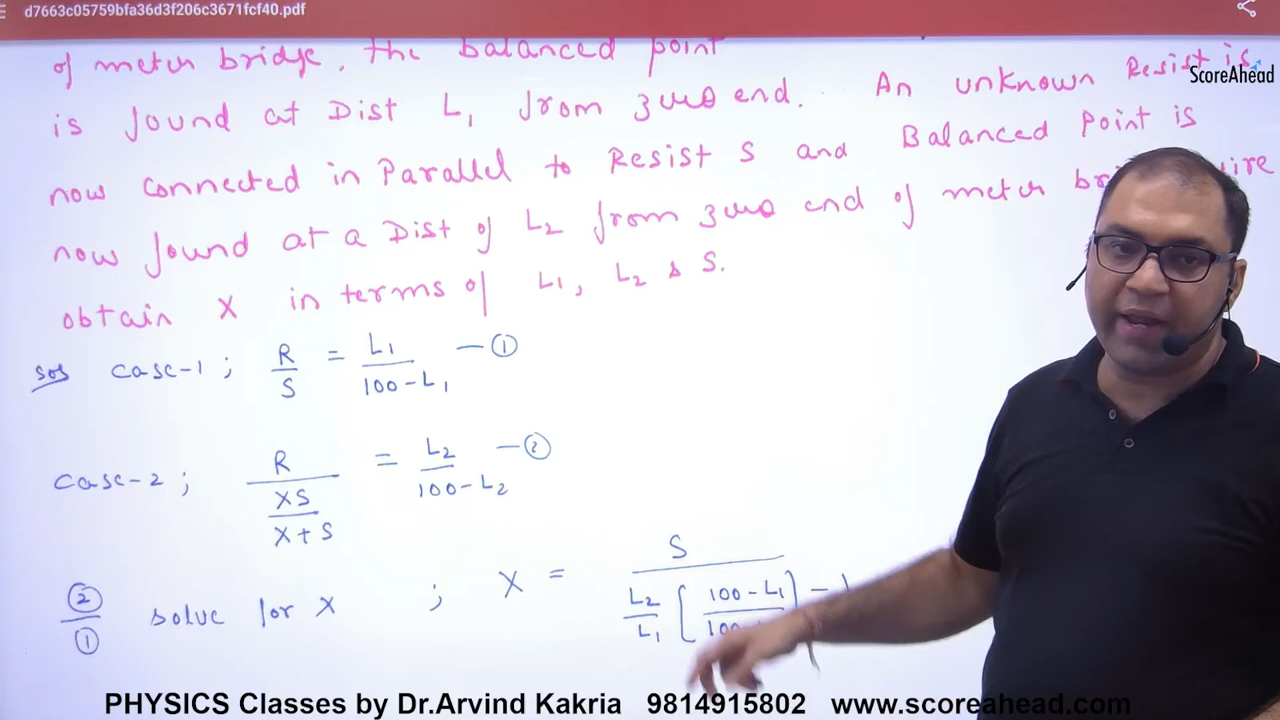 d7663c05759bfa36d3f206c3671fcf40.pdf
ScoreAhead
of meter bridge, the balanced point
is found at Dist L₁ from zero end. An unknown Resist is
now connected in Parallel to Resist S and Balanced Point is
now found at a Dist of L₂ from zero end of meter wire
obtain X in terms of L₁, L₂ & S.
Case-1 ; R/S = L₁/(100-L₁) —①
Case-2 ; R/(XS/(X+S)) = L₂/(100-L₂) —②
②/① solve for X ; X = S / (L₂/L₁ [(100-L₁)/100
PHYSICS Classes by Dr.Arvind Kakria 9814915802 www.scoreahead.com